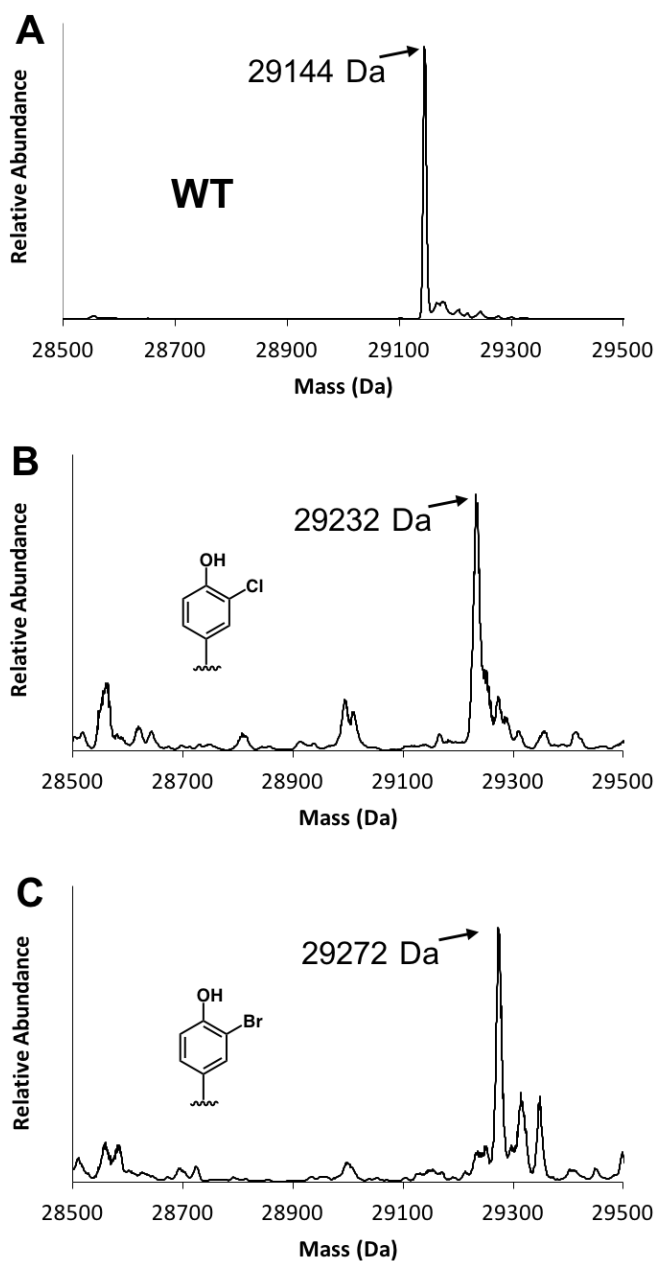 A
Relative Abundance
29144 Da
WT
28500 28700 28900 29100 29300 29500
Mass (Da)
B
Relative Abundance
29232 Da
OH
Cl
28500 28700 28900 29100 29300 29500
Mass (Da)
C
Relative Abundance
29272 Da
OH
Br
28500 28700 28900 29100 29300 29500
Mass (Da)